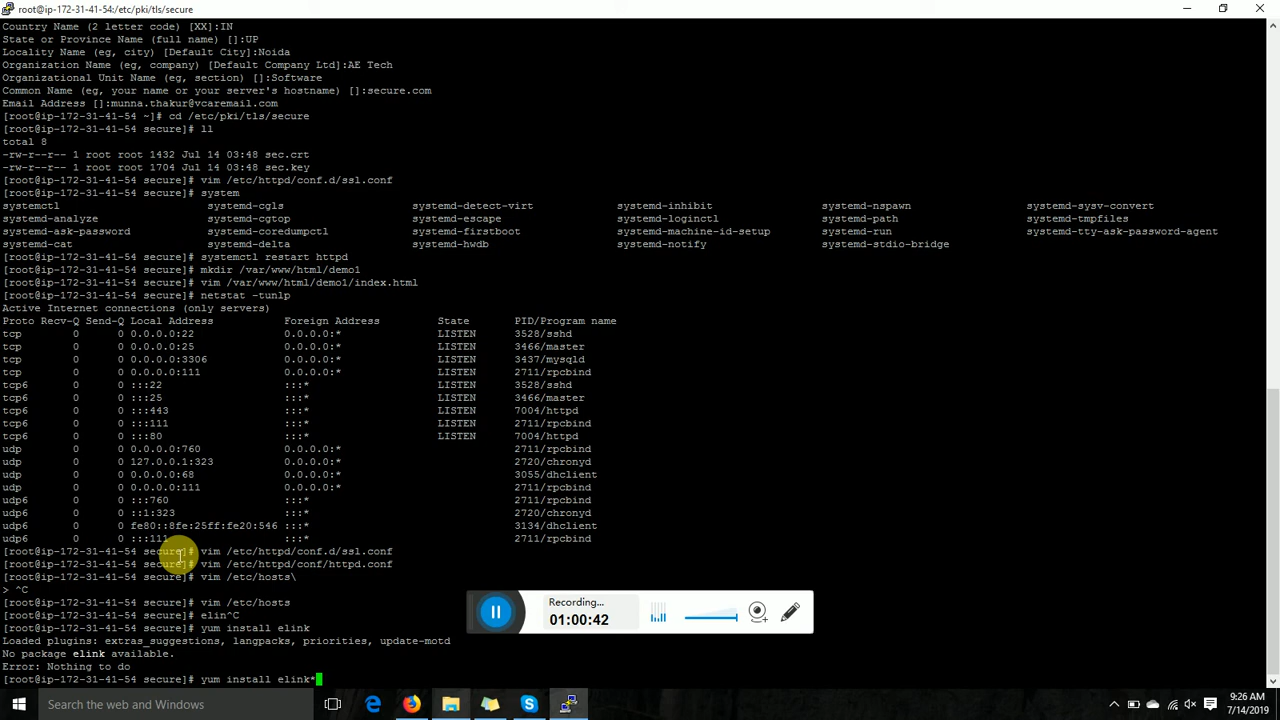 root@ip-172-31-41-54:/etc/pki/tls/secure
Country Name (2 letter code) [XX]:IN
State or Province Name (full name) []:UP
Locality Name (eg, city) [Default City]:Noida
Organization Name (eg, company) [Default Company Ltd]:AE Tech
Organizational Unit Name (eg, section) []:Software
Common Name (eg, your name or your server's hostname) []:secure.com
Email Address []:munna.thakur@vcaremail.com
[root@ip-172-31-41-54 ~]# cd /etc/pki/tls/secure
[root@ip-172-31-41-54 secure]# ll
total 8
-rw-r--r-- 1 root root 1432 Jul 14 03:48 sec.crt
-rw-r--r-- 1 root root 1704 Jul 14 03:48 sec.key
[root@ip-172-31-41-54 secure]# vim /etc/httpd/conf.d/ssl.conf
[root@ip-172-31-41-54 secure]# system
systemctl systemd-cgls systemd-detect-virt systemd-inhibit systemd-nspawn systemd-sysv-convert
systemd-analyze systemd-cgtop systemd-escape systemd-loginctl systemd-path systemd-tmpfiles
systemd-ask-password systemd-coredumpctl systemd-firstboot systemd-machine-id-setup systemd-run systemd-tty-ask-password-agent
systemd-cat systemd-delta systemd-hwdb systemd-notify systemd-stdio-bridge
[root@ip-172-31-41-54 secure]# systemctl restart httpd
[root@ip-172-31-41-54 secure]# mkdir /var/www/html/demo1
[root@ip-172-31-41-54 secure]# vim /var/www/html/demo1/index.html
[root@ip-172-31-41-54 secure]# netstat -tunlp
Active Internet connections (only servers)
Proto Recv-Q Send-Q Local Address Foreign Address State PID/Program name
tcp 0 0 0.0.0.0:22 0.0.0.0:* LISTEN 3528/sshd
tcp 0 0 0.0.0.0:25 0.0.0.0:* LISTEN 3466/master
tcp 0 0 0.0.0.0:3306 0.0.0.0:* LISTEN 3437/mysqld
tcp 0 0 0.0.0.0:111 0.0.0.0:* LISTEN 2711/rpcbind
tcp6 0 0 :::22 :::* LISTEN 3528/sshd
tcp6 0 0 :::25 :::* LISTEN 3466/master
tcp6 0 0 :::443 :::* LISTEN 7004/httpd
tcp6 0 0 :::111 :::* LISTEN 2711/rpcbind
tcp6 0 0 :::80 :::* LISTEN 7004/httpd
udp 0 0 0.0.0.0:760 0.0.0.0:* 2711/rpcbind
udp 0 0 127.0.0.1:323 0.0.0.0:* 2720/chronyd
udp 0 0 0.0.0.0:68 0.0.0.0:* 3055/dhclient
udp 0 0 0.0.0.0:111 0.0.0.0:* 2711/rpcbind
udp6 0 0 :::760 :::* 2711/rpcbind
udp6 0 0 ::1:323 :::* 2720/chronyd
udp6 0 0 fe80::8fe:25ff:fe20:546 :::* 3134/dhclient
udp6 0 0 :::111 :::* 2711/rpcbind
[root@ip-172-31-41-54 secure]# vim /etc/httpd/conf.d/ssl.conf
[root@ip-172-31-41-54 secure]# vim /etc/httpd/conf/httpd.conf
[root@ip-172-31-41-54 secure]# vim /etc/hosts\
> ^C
[root@ip-172-31-41-54 secure]# vim /etc/hosts
[root@ip-172-31-41-54 secure]# elin^C
[root@ip-172-31-41-54 secure]# yum install elink
Loaded plugins: extras_suggestions, langpacks, priorities, update-motd
No package elink available.
Error: Nothing to do
[root@ip-172-31-41-54 secure]# yum install elink*
Recording...
01:00:42
Search the web and Windows
9:26 AM
7/14/2019